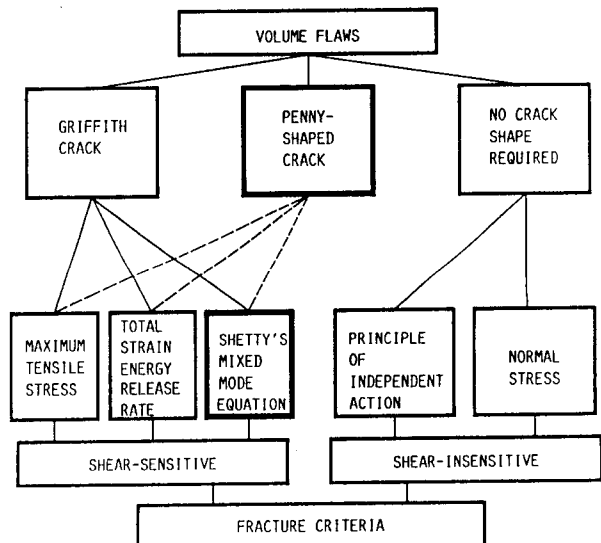 VOLUME FLAWS
GRIFFITH
CRACK
PENNY-
SHAPED
CRACK
NO CRACK
SHAPE
REQUIRED
MAXIMUM
TENSILE
STRESS
TOTAL
STRAIN
ENERGY
RELEASE
RATE
SHETTY'S
MIXED
MODE
EQUATION
PRINCIPLE
OF
INDEPENDENT
ACTION
NORMAL
STRESS
SHEAR-SENSITIVE
SHEAR-INSENSITIVE
FRACTURE CRITERIA